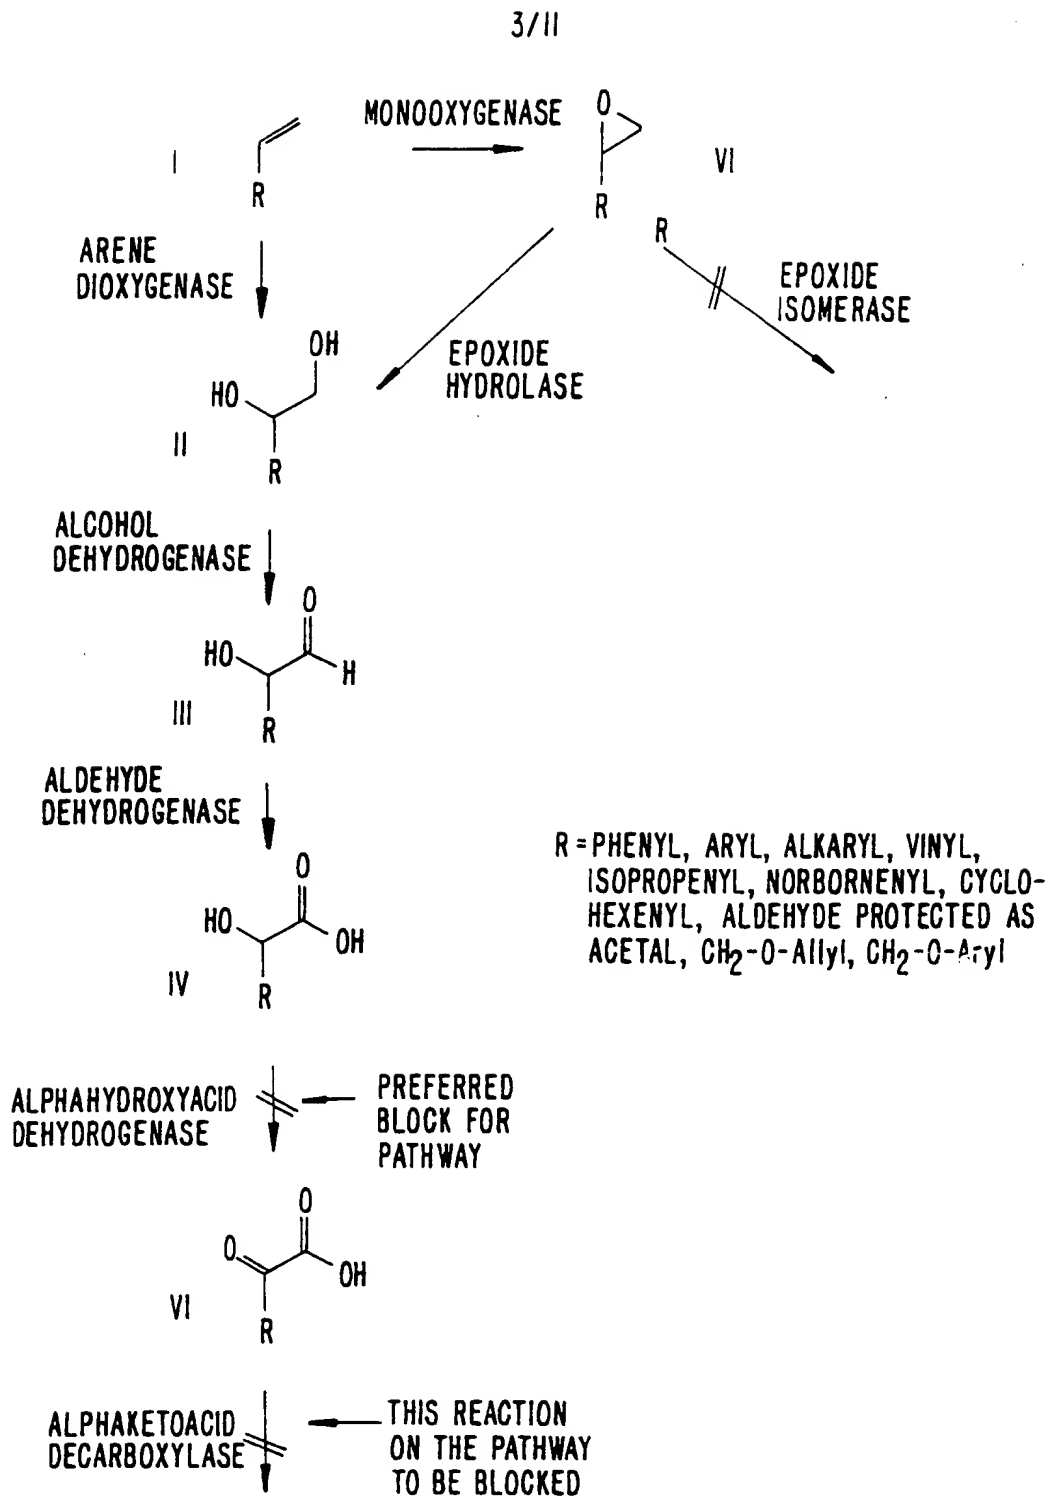 3/11
MONOOXYGENASE
O
I
VI
R
R
R
ARENE
DIOXYGENASE
EPOXIDE
ISOMERASE
OH
EPOXIDE
HYDROLASE
HO
II
R
ALCOHOL
DEHYDROGENASE
O
HO
H
III
R
ALDEHYDE
DEHYDROGENASE
R = PHENYL, ARYL, ALKARYL, VINYL,
ISOPROPENYL, NORBORNENYL, CYCLO-
HEXENYL, ALDEHYDE PROTECTED AS
ACETAL, CH2-O-Allyl, CH2-O-Aryl
O
HO
OH
IV
R
ALPHAHYDROXYACID
DEHYDROGENASE
PREFERRED
BLOCK FOR
PATHWAY
O
O
OH
VI
R
ALPHAKETOACID
DECARBOXYLASE
THIS REACTION
ON THE PATHWAY
TO BE BLOCKED